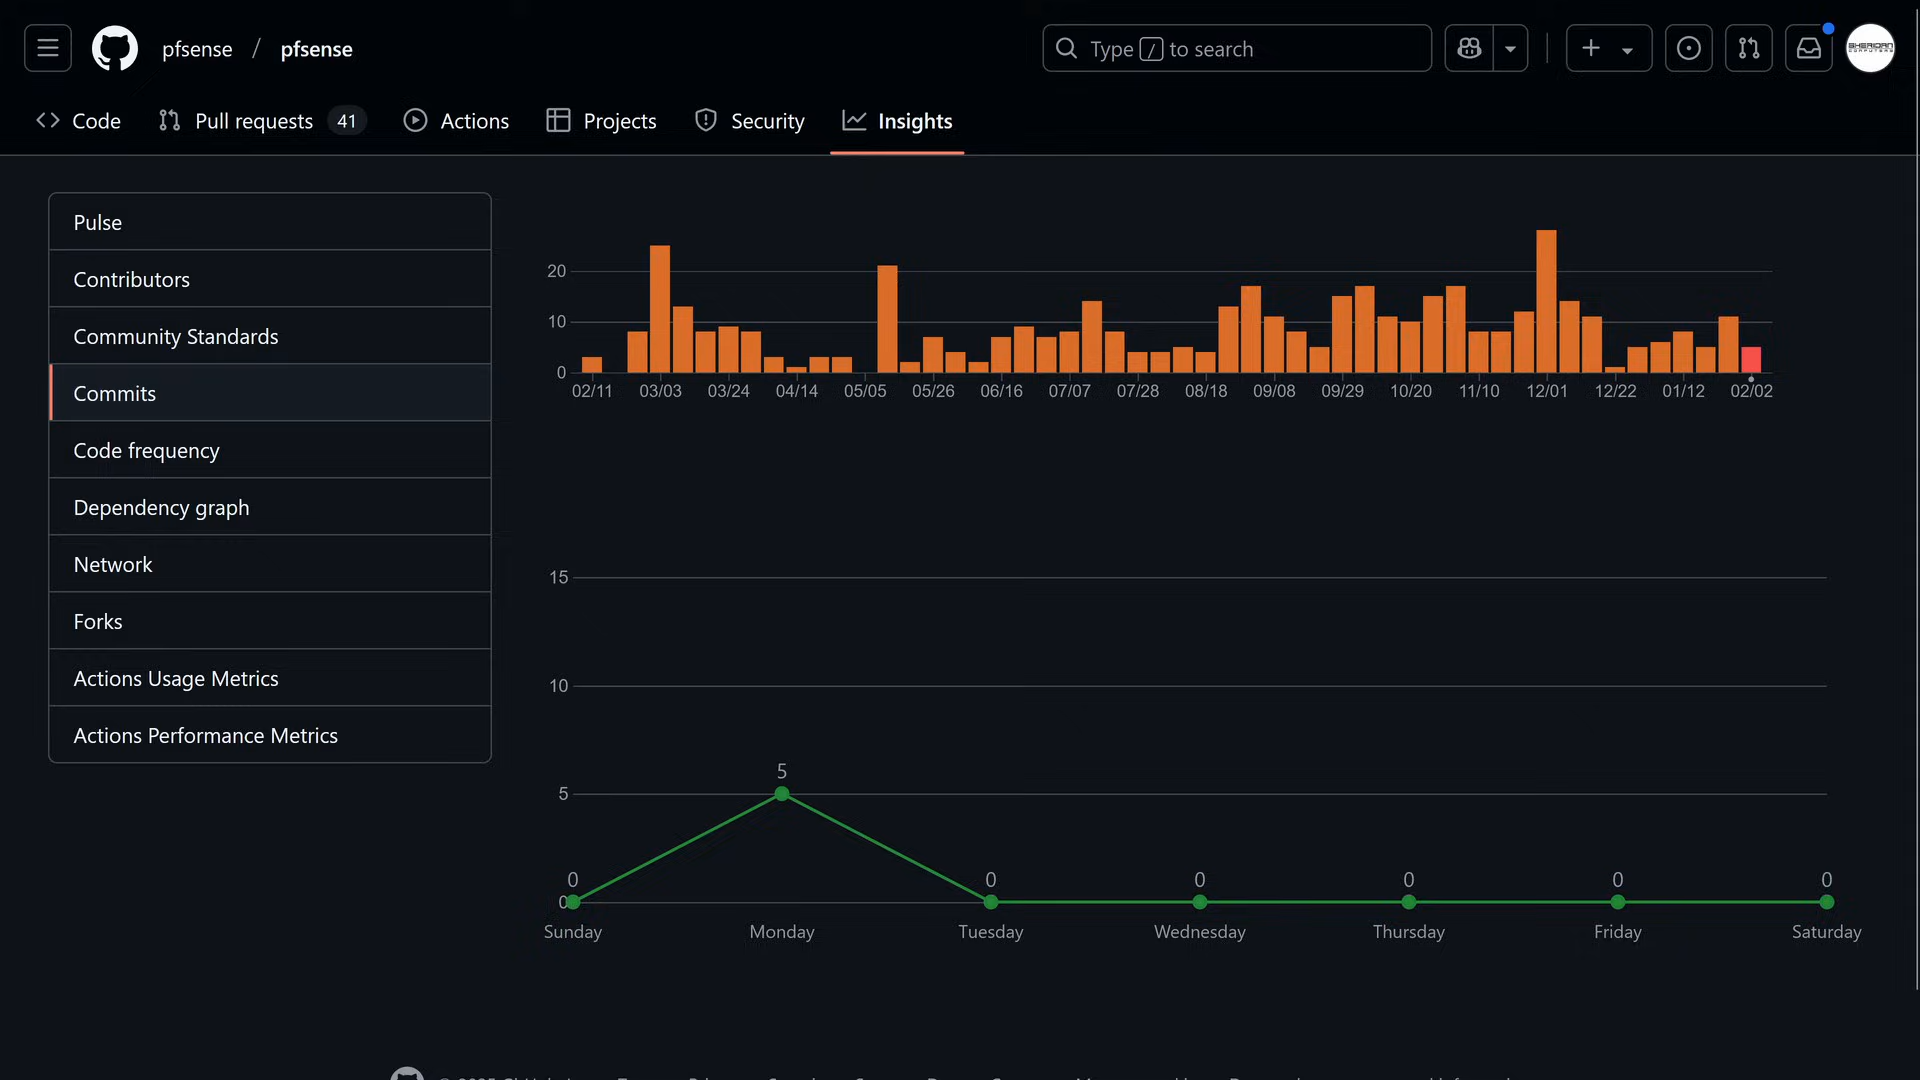 pfsense / pfsense
Type / to search
SHERIDAN
COMPUTERS
Code
Pull requests 41
Actions
Projects
Security
Insights
Pulse
Contributors
Community Standards
Commits
Code frequency
Dependency graph
Network
Forks
Actions Usage Metrics
Actions Performance Metrics
20
10
0
02/11 03/03 03/24 04/14 05/05 05/26 06/16 07/07 07/28 08/18 09/08 09/29 10/20 11/10 12/01 12/22 01/12 02/02
15
10
5
5
0 0 0 0 0 0
0
Sunday Monday Tuesday Wednesday Thursday Friday Saturday